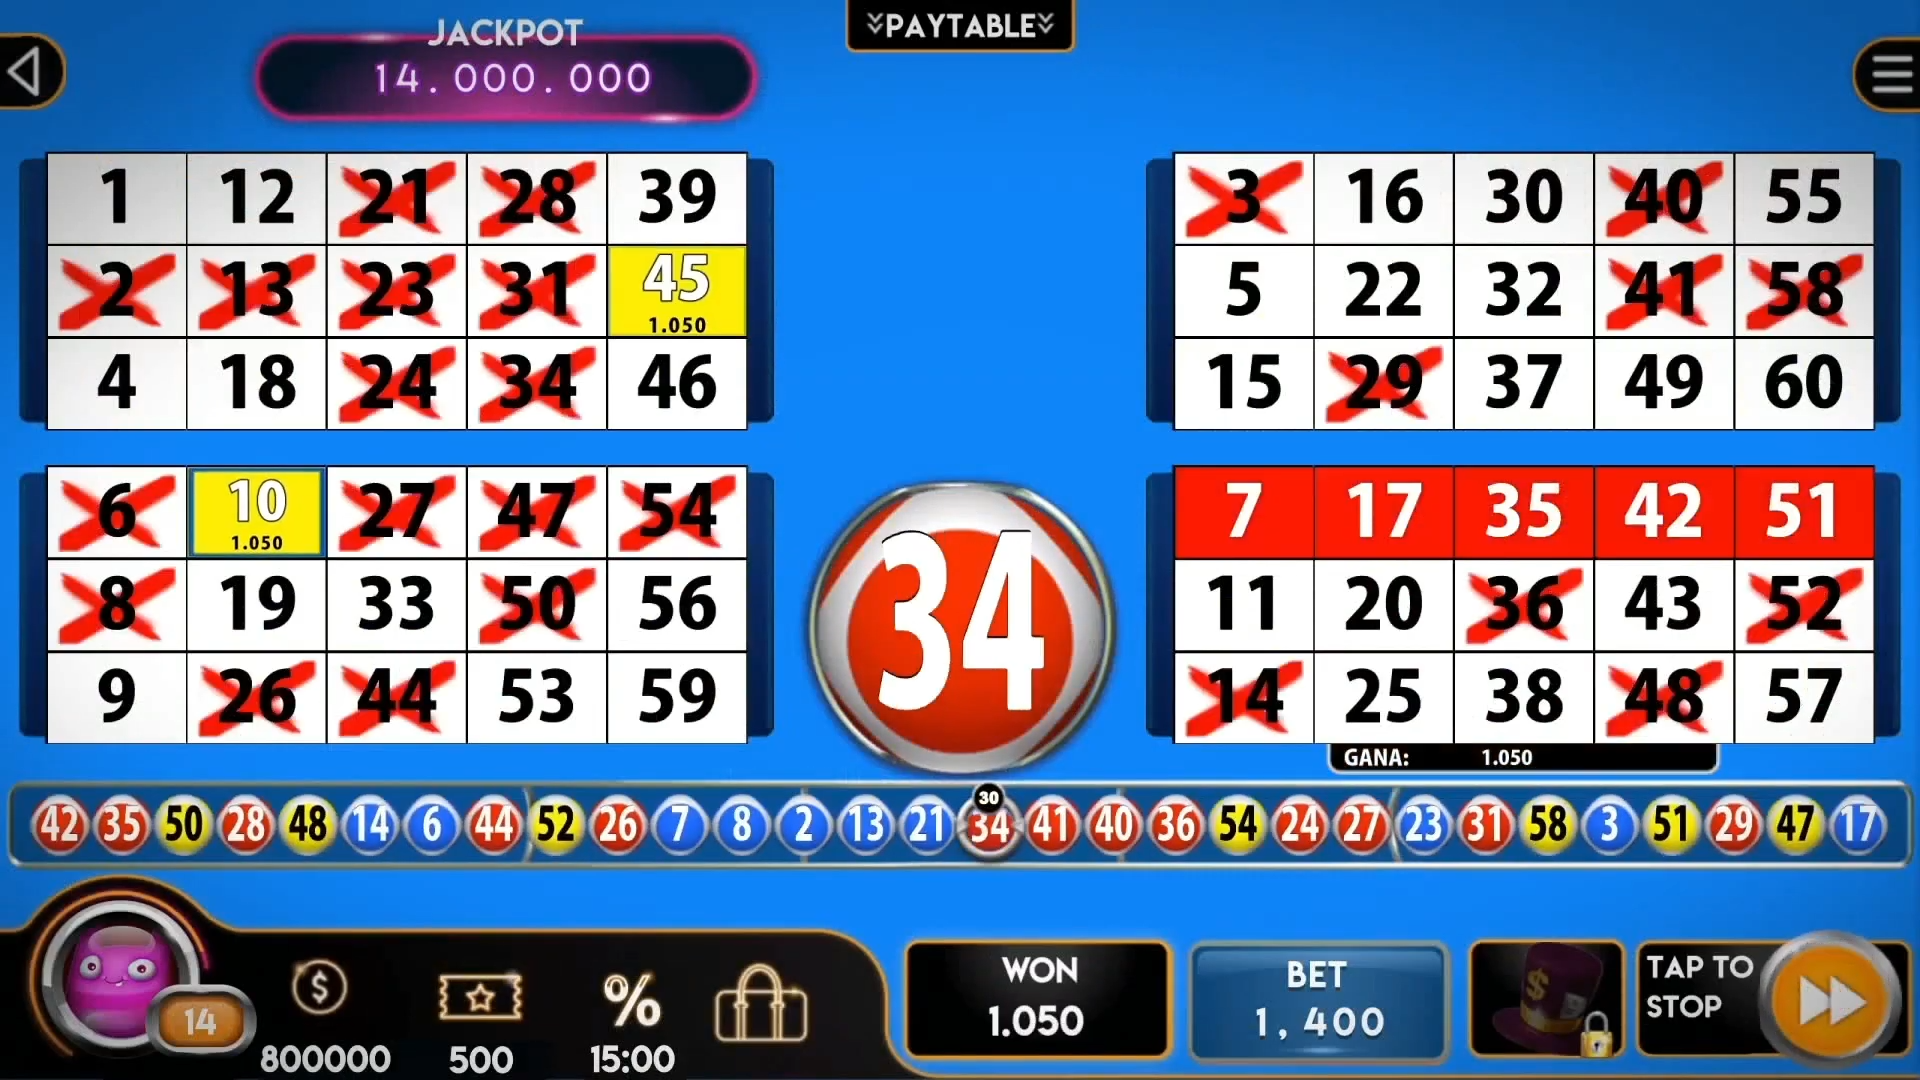 JACKPOT
14.000.000
PAYTABLE
1 12 21 28 39
2 13 23 31 45
1.050
4 18 24 34 46
3 16 30 40 55
5 22 32 41 58
15 29 37 49 60
6 10 27 47 54
1.050
8 19 33 50 56
9 26 44 53 59
34
7 17 35 42 51
11 20 36 43 52
14 25 38 48 57
GANA: 1.050
30
42 35 50 28 48 14 6 44 52 26 7 8 2 13 21 34 41 40 36 54 24 27 23 31 58 3 51 29 47 17
14
$
800000
500
%
15:00
WON
1.050
BET
1,400
$
TAP TO
STOP